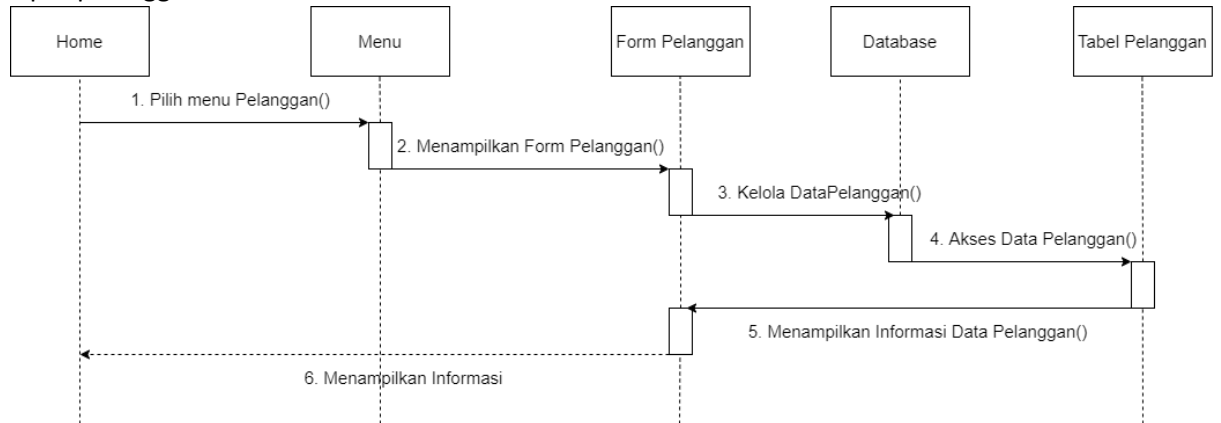 Home
Menu
Form Pelanggan
Database
Tabel Pelanggan
1. Pilih menu Pelanggan()
2. Menampilkan Form Pelanggan()
3. Kelola DataPelanggan()
4. Akses Data Pelanggan()
5. Menampilkan Informasi Data Pelanggan()
6. Menampilkan Informasi